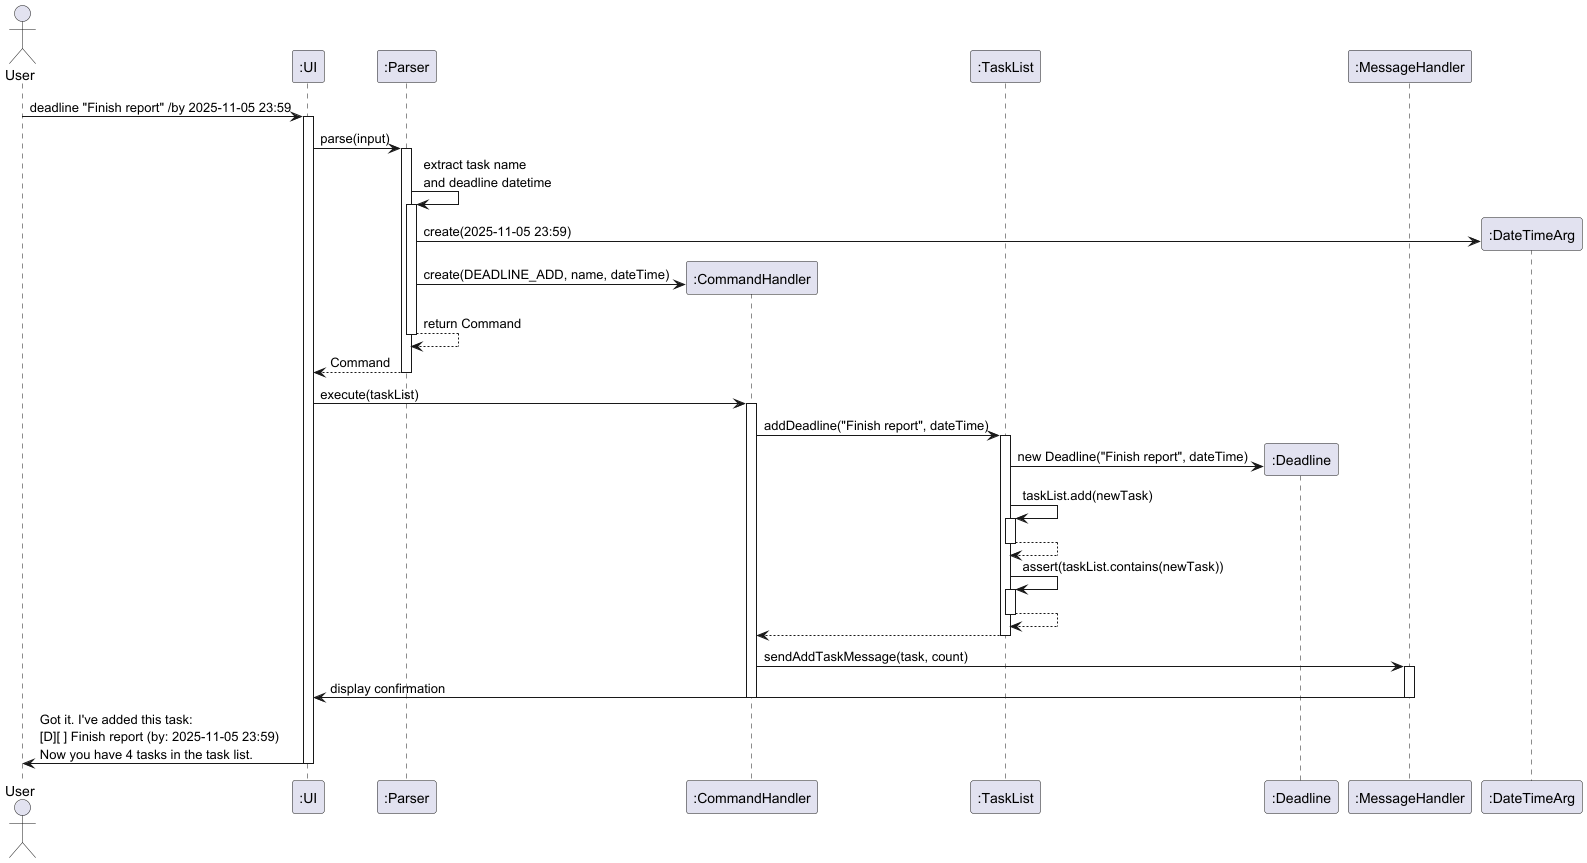 User
:UI
:Parser
:TaskList
:MessageHandler
deadline "Finish report" /by 2025-11-05 23:59
parse(input)
extract task name
and deadline datetime
create(2025-11-05 23:59)
:DateTimeArg
create(DEADLINE_ADD, name, dateTime)
:CommandHandler
return Command
Command
execute(taskList)
addDeadline("Finish report", dateTime)
new Deadline("Finish report", dateTime)
:Deadline
taskList.add(newTask)
assert(taskList.contains(newTask))
sendAddTaskMessage(task, count)
display confirmation
Got it. I've added this task:
[D][ ] Finish report (by: 2025-11-05 23:59)
Now you have 4 tasks in the task list.
User
:UI
:Parser
:CommandHandler
:TaskList
:Deadline
:MessageHandler
:DateTimeArg